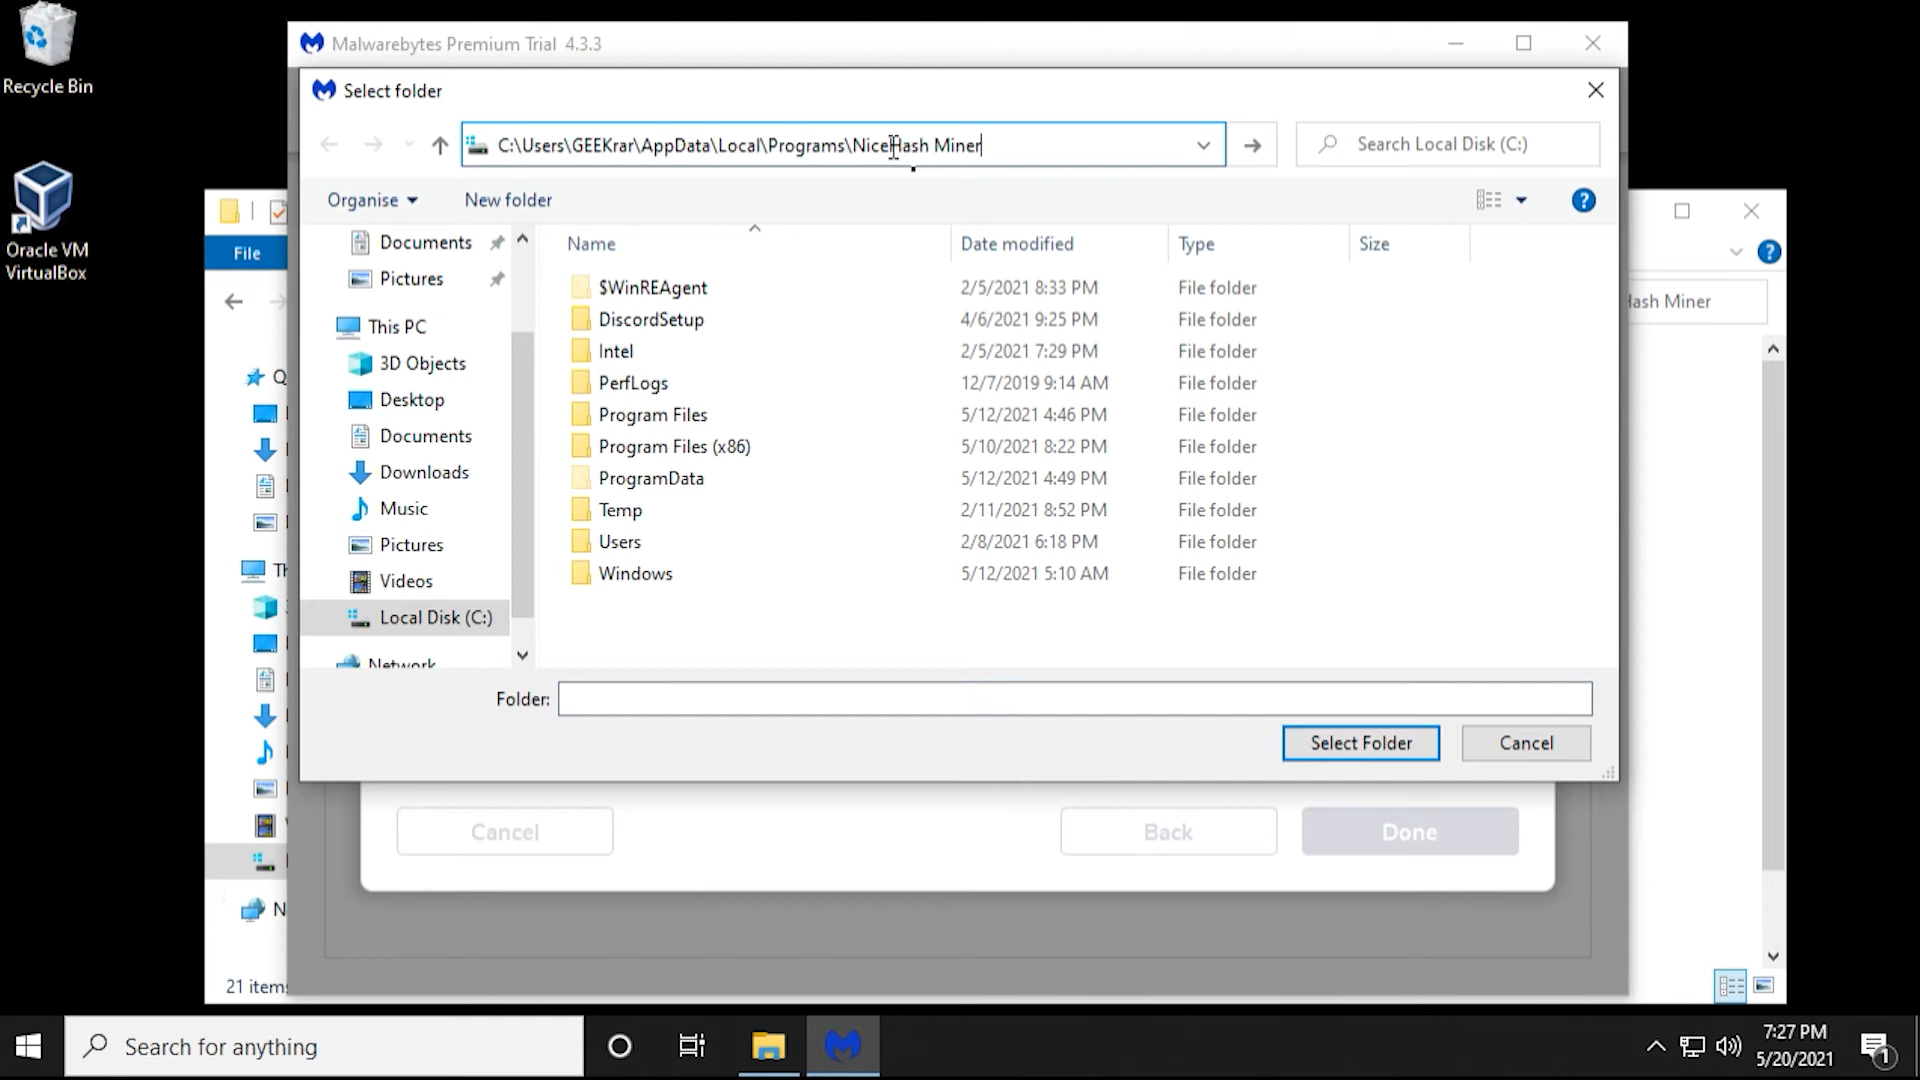 Recycle Bin
Oracle VM
VirtualBox
Malwarebytes Premium Trial 4.3.3
Select folder
C:\Users\GEEKrar\AppData\Local\Programs\NiceHash Miner
Search Local Disk (C:)
Organise
New folder
Name
Date modified
Type
Size
Documents
Pictures
This PC
3D Objects
Desktop
Documents
Downloads
Music
Pictures
Videos
Local Disk (C:)
Network
$WinREAgent 2/5/2021 8:33 PM File folder
DiscordSetup 4/6/2021 9:25 PM File folder
Intel 2/5/2021 7:29 PM File folder
PerfLogs 12/7/2019 9:14 AM File folder
Program Files 5/12/2021 4:46 PM File folder
Program Files (x86) 5/10/2021 8:22 PM File folder
ProgramData 5/12/2021 4:49 PM File folder
Temp 2/11/2021 8:52 PM File folder
Users 2/8/2021 6:18 PM File folder
Windows 5/12/2021 5:10 AM File folder
Folder:
Select Folder
Cancel
Cancel
Back
Done
File
Hash Miner
21 items
Search for anything
7:27 PM
5/20/2021
1